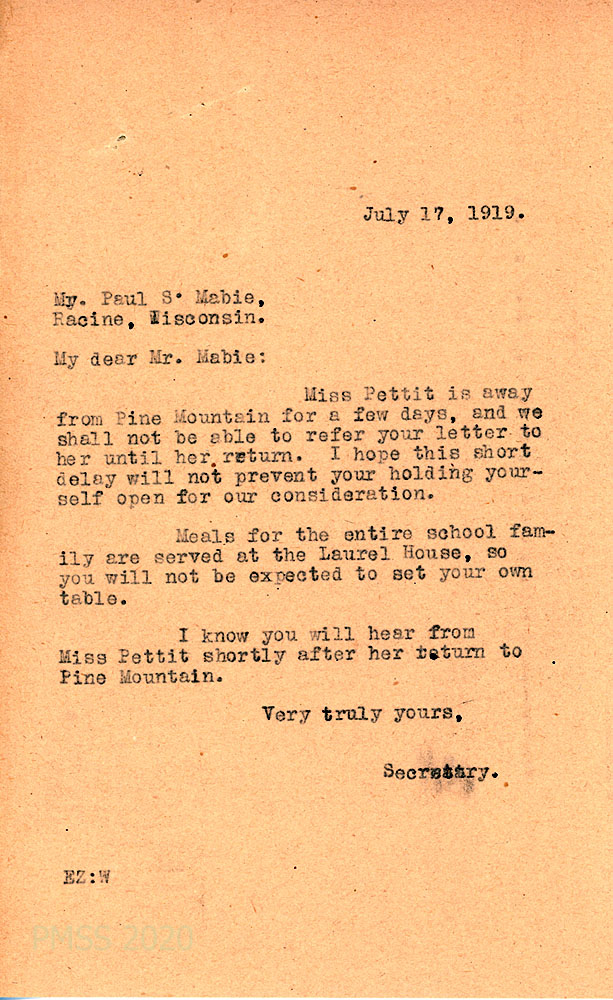 July 17, 1919.
Mr. Paul S. Mabie,
Racine, Wisconsin.
My dear Mr. Mabie:
Miss Pettit is away
from Pine Mountain for a few days, and we
shall not be able to refer your letter to
her until her return. I hope this short
delay will not prevent your holding your-
self open for our consideration.
Meals for the entire school fam-
ily are served at the Laurel House, so
you will not be expected to set your own
table.
I know you will hear from
Miss Pettit shortly after her return to
Pine Mountain.
Very truly yours,
Secretary.
EZ:W
PMSS 2020